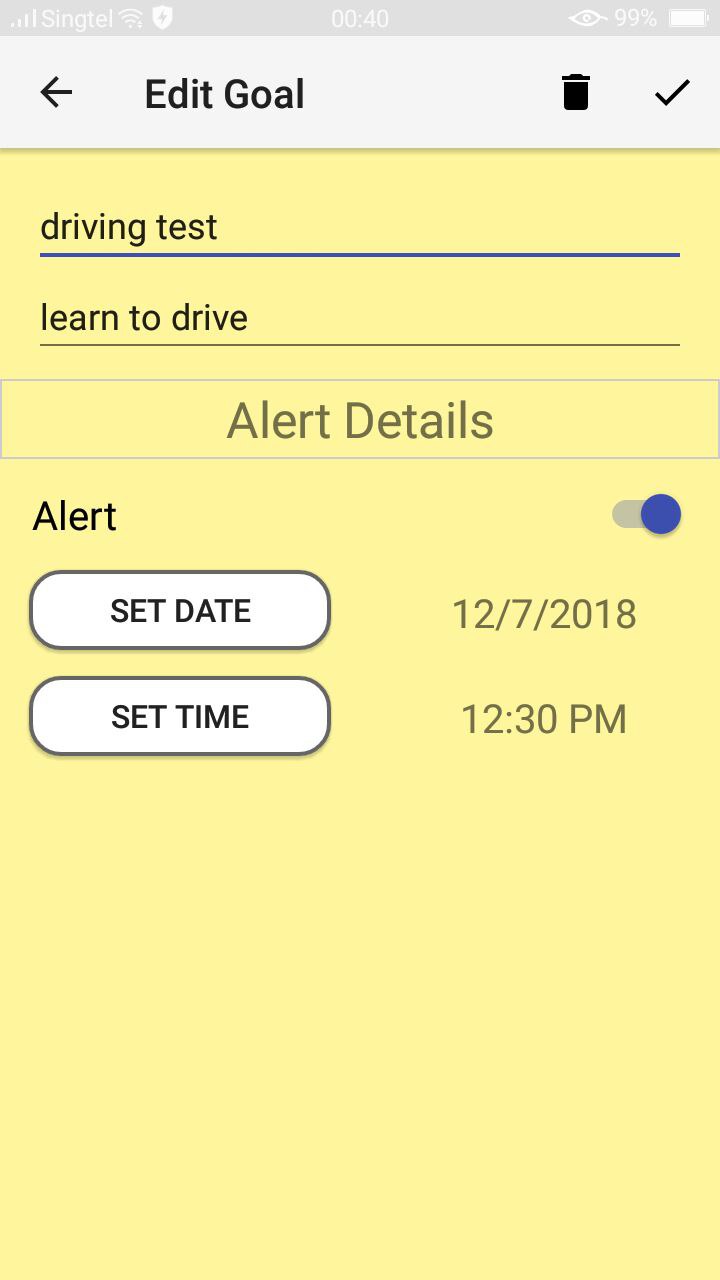 Singtel 00:40 99%
Edit Goal
driving test
learn to drive
Alert Details
Alert
SET DATE 12/7/2018
SET TIME 12:30 PM